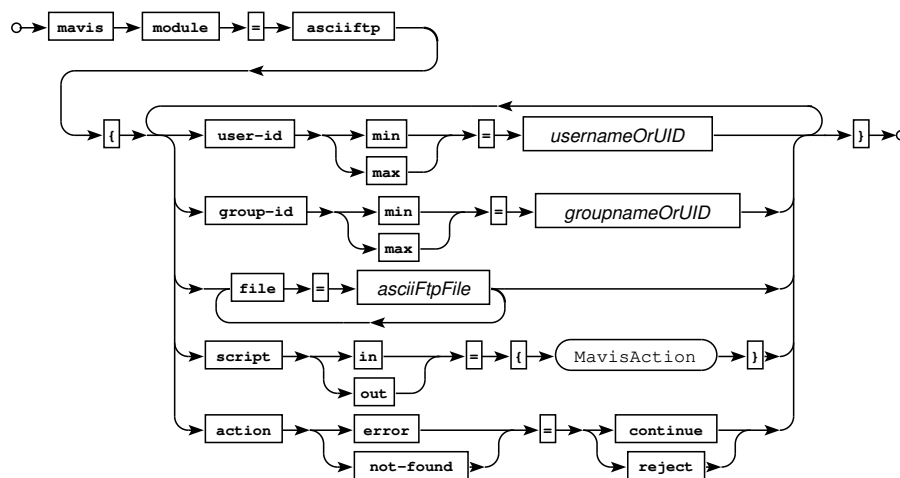 mavis module = asciiftp
{ user-id min = usernameOrUID }
max
group-id min = groupnameOrUID
max
file = asciiFtpFile
script in = { MavisAction }
out
action error = continue
not-found reject